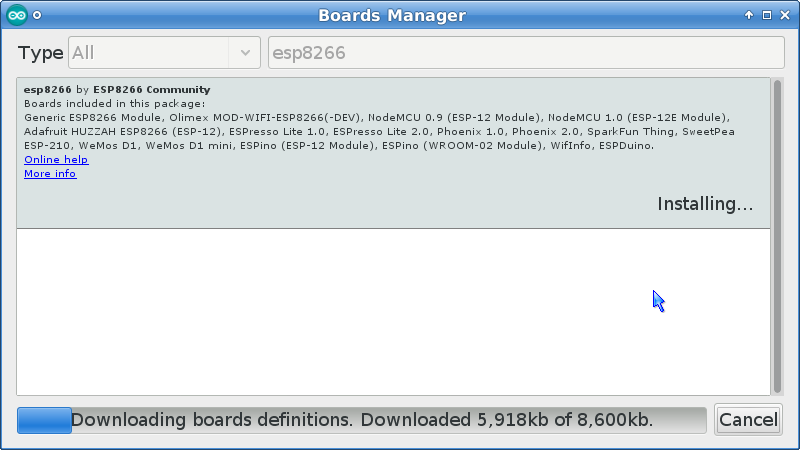 Boards Manager
Type All esp8266
esp8266 by ESP8266 Community
Boards included in this package:
Generic ESP8266 Module, Olimex MOD-WIFI-ESP8266(-DEV), NodeMCU 0.9 (ESP-12 Module), NodeMCU 1.0 (ESP-12E Module),
Adafruit HUZZAH ESP8266 (ESP-12), ESPresso Lite 1.0, ESPresso Lite 2.0, Phoenix 1.0, Phoenix 2.0, SparkFun Thing, SweetPea
ESP-210, WeMos D1, WeMos D1 mini, ESPino (ESP-12 Module), ESPino (WROOM-02 Module), WifInfo, ESPDuino.
Online help
More info
Installing...
Downloading boards definitions. Downloaded 5,918kb of 8,600kb. Cancel